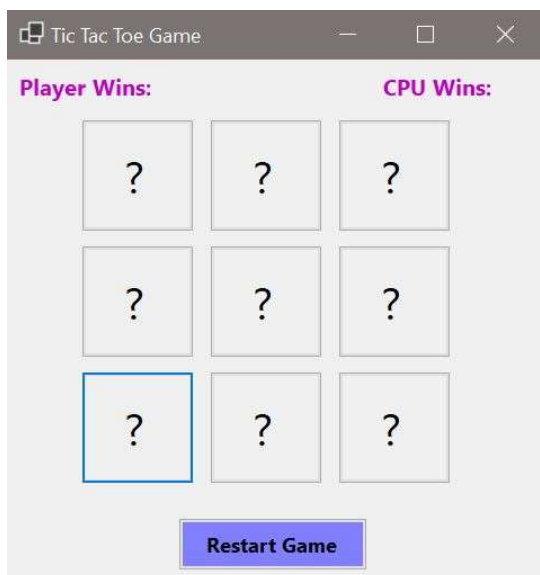 Tic Tac Toe Game
Player Wins: CPU Wins:
? ? ?
? ? ?
? ? ?
Restart Game